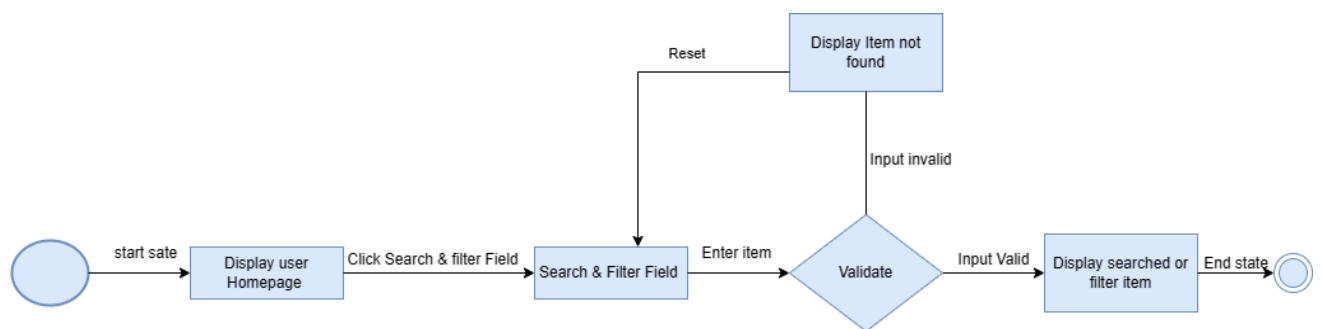 Display Item not
found
Reset
Input invalid
start sate
Display user
Homepage
Click Search & filter Field
Search & Filter Field
Enter item
Validate
Input Valid
Display searched or
filter item
End state